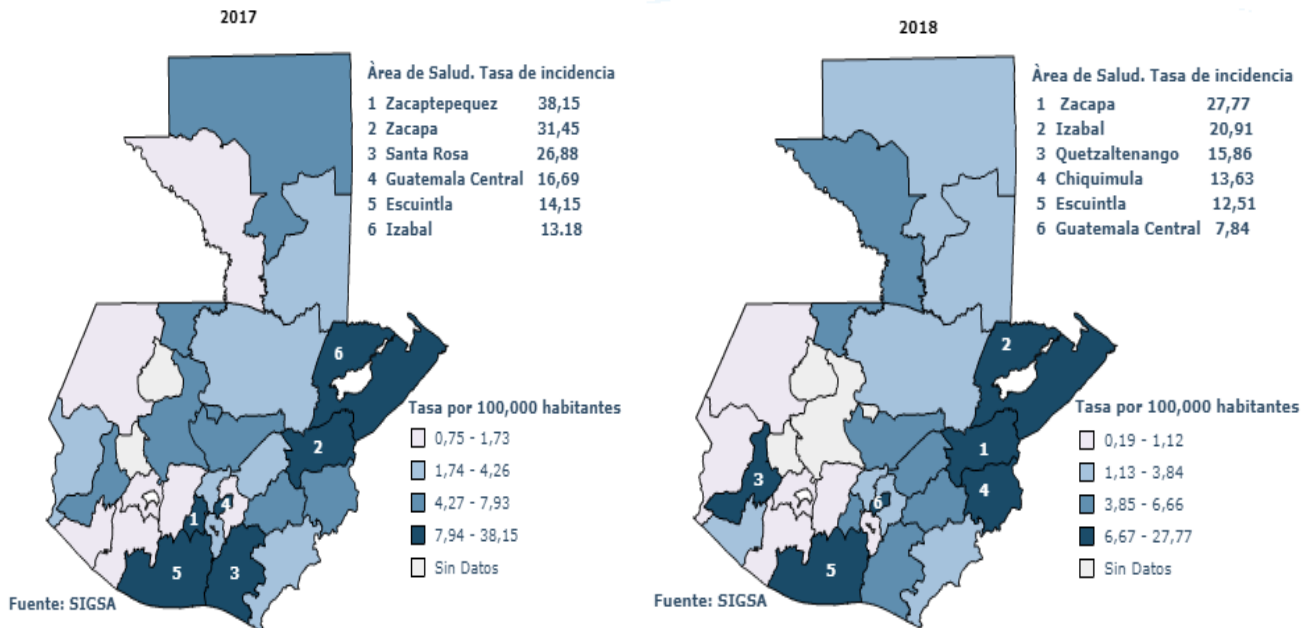 2017
Àrea de Salud. Tasa de incidencia
1 Zacaptepequez 38,15
2 Zacapa 31,45
3 Santa Rosa 26,88
4 Guatemala Central 16,69
5 Escuintla 14,15
6 Izabal 13.18
6
2
4
1
5
3
Tasa por 100,000 habitantes
0,75 - 1,73
1,74 - 4,26
4,27 - 7,93
7,94 - 38,15
Sin Datos
Fuente: SIGSA
2018
Àrea de Salud. Tasa de incidencia
1 Zacapa 27,77
2 Izabal 20,91
3 Quetzaltenango 15,86
4 Chiquimula 13,63
5 Escuintla 12,51
6 Guatemala Central 7,84
2
1
3
4
6
5
Tasa por 100,000 habitantes
0,19 - 1,12
1,13 - 3,84
3,85 - 6,66
6,67 - 27,77
Sin Datos
Fuente: SIGSA